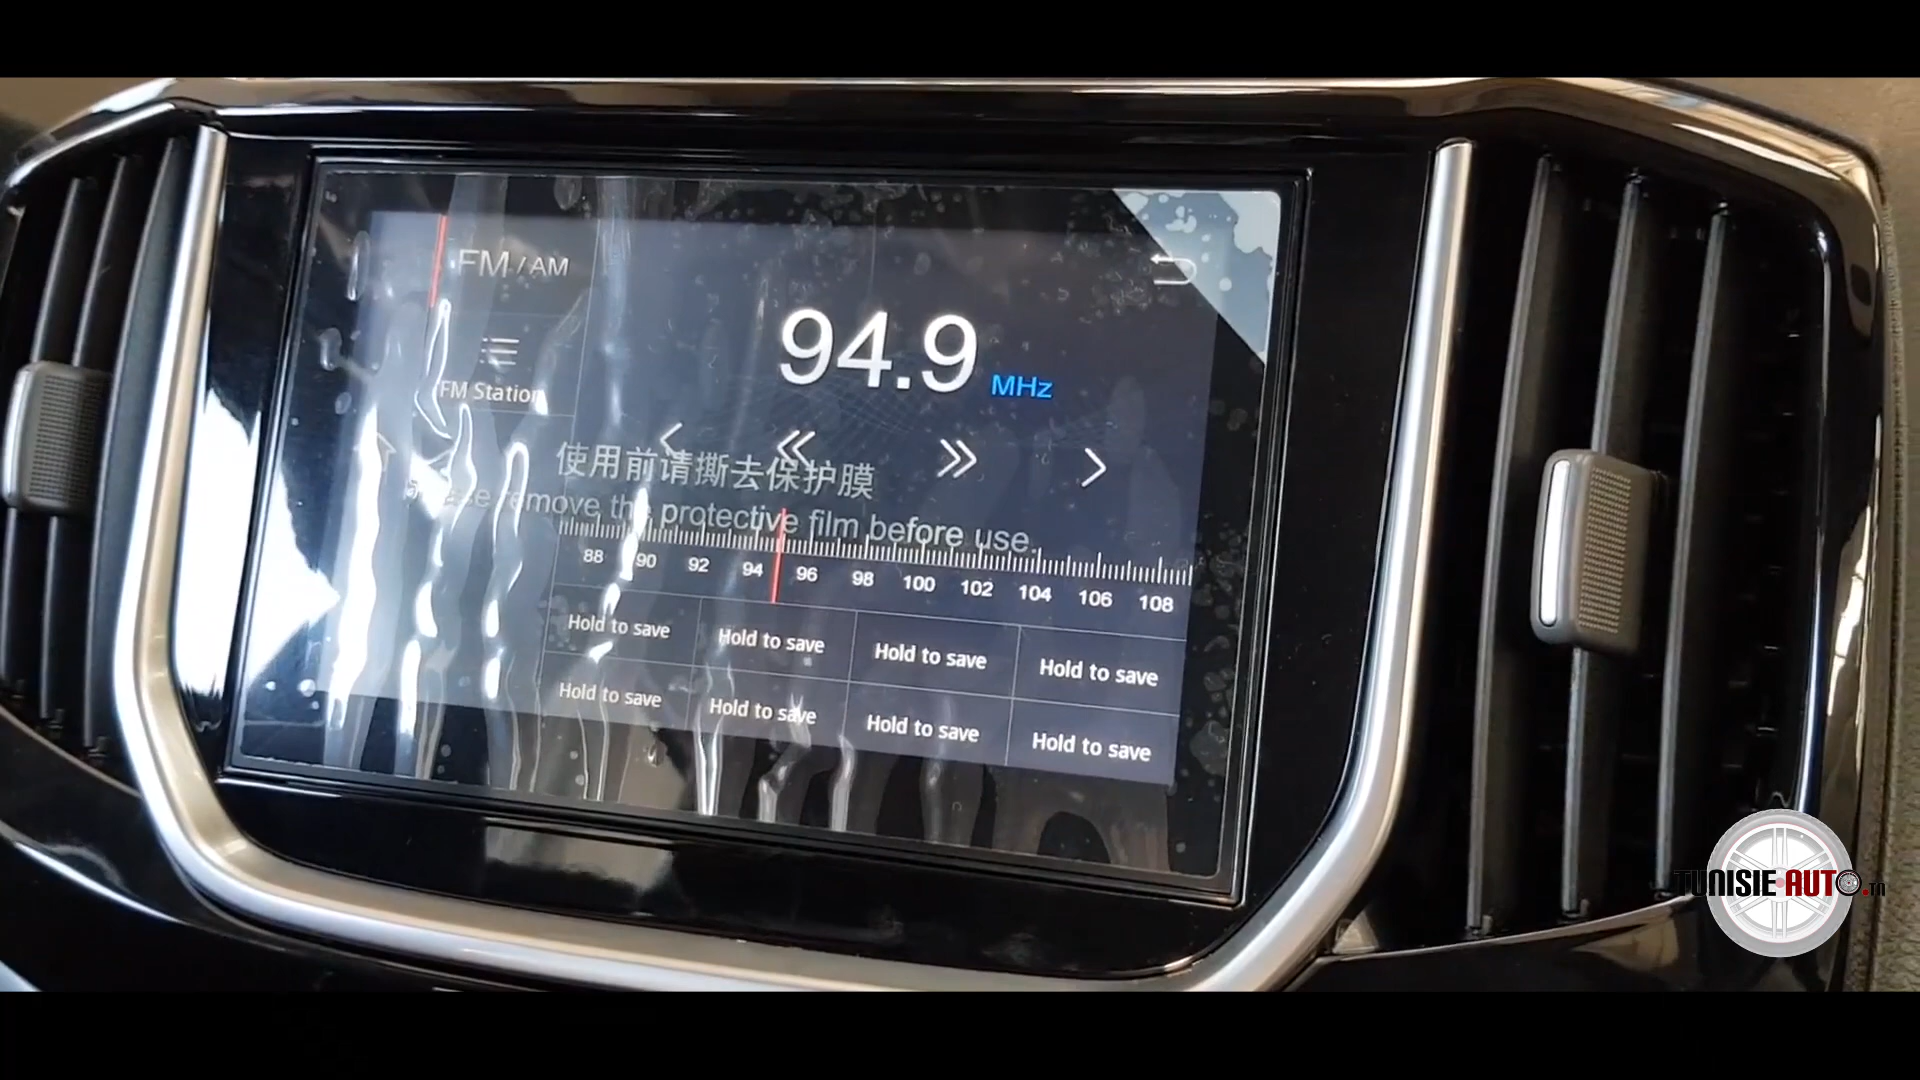 FM / AM
94.9 MHz
FM Station
使用前请撕去保护膜
Please remove the protective film before use.
88 90 92 94 96 98 100 102 104 106 108
Hold to save Hold to save Hold to save Hold to save
Hold to save Hold to save Hold to save Hold to save
TUNISIE AUTO.tn